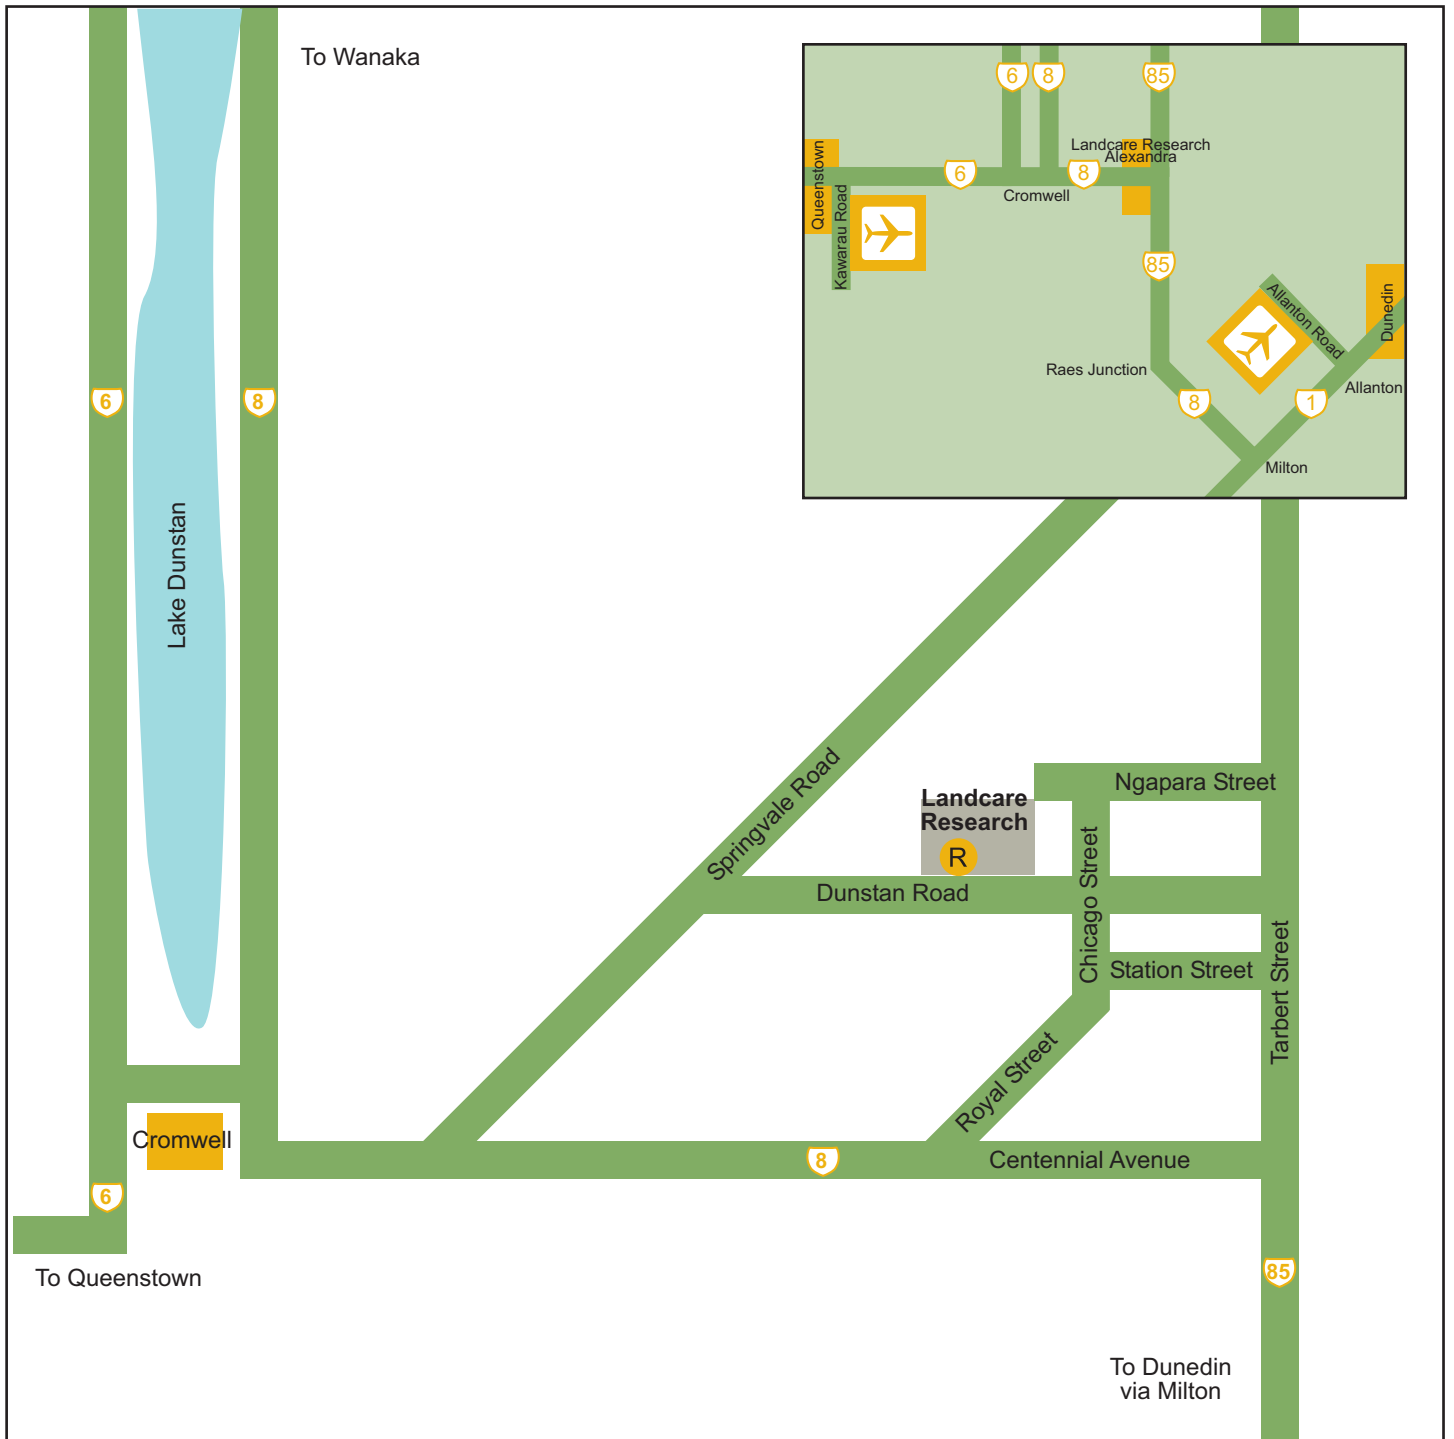 To Wanaka
6
8
85
Landcare Research
Alexandra
Queenstown
6
8
Cromwell
Kawarau Road
85
Allanton Road
Dunedin
Raes Junction
Allanton
8
1
Milton
6
8
Lake Dunstan
Springvale Road
Ngapara Street
Landcare
Research
R
Dunstan Road
Chicago Street
Station Street
Tarbert Street
Royal Street
Cromwell
8
Centennial Avenue
6
To Queenstown
85
To Dunedin
via Milton